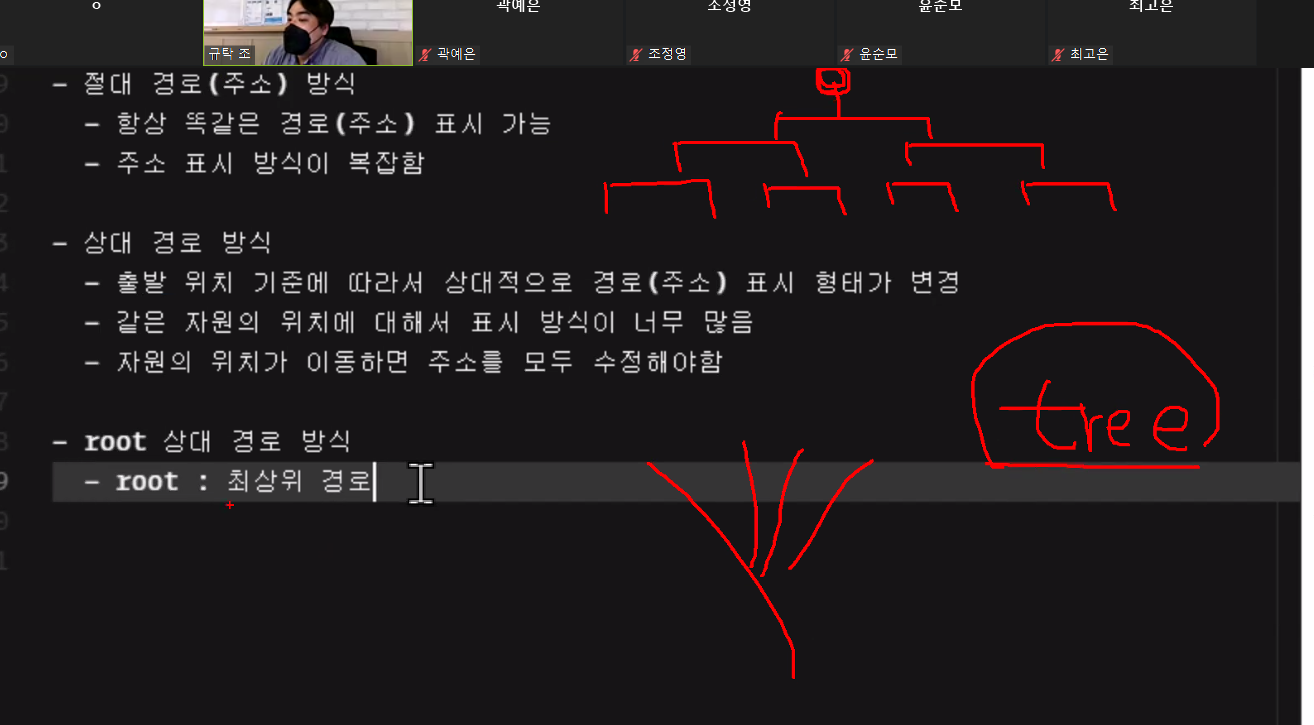 곽예은
소정영
윤순모
최고은
규탁 조
곽예은
조정영
윤순모
최고은
- 절대 경로(주소) 방식
- 항상 똑같은 경로(주소) 표시 가능
- 주소 표시 방식이 복잡함
- 상대 경로 방식
- 출발 위치 기준에 따라서 상대적으로 경로(주소) 표시 형태가 변경
- 같은 자원의 위치에 대해서 표시 방식이 너무 많음
- 자원의 위치가 이동하면 주소를 모두 수정해야함
tree
- root 상대 경로 방식
- root : 최상위 경로